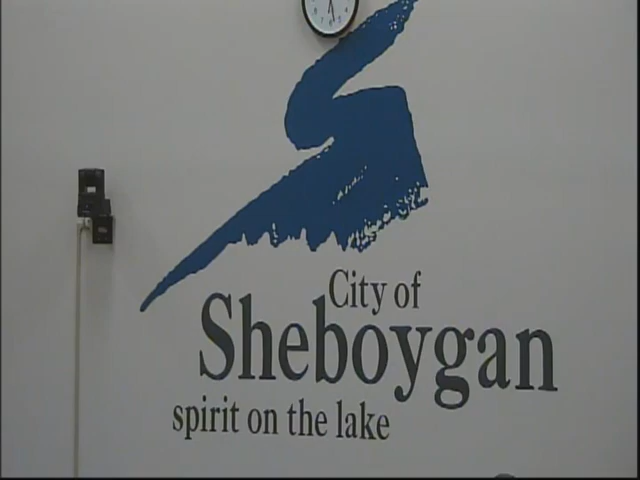 City of
Sheboygan
spirit on the lake